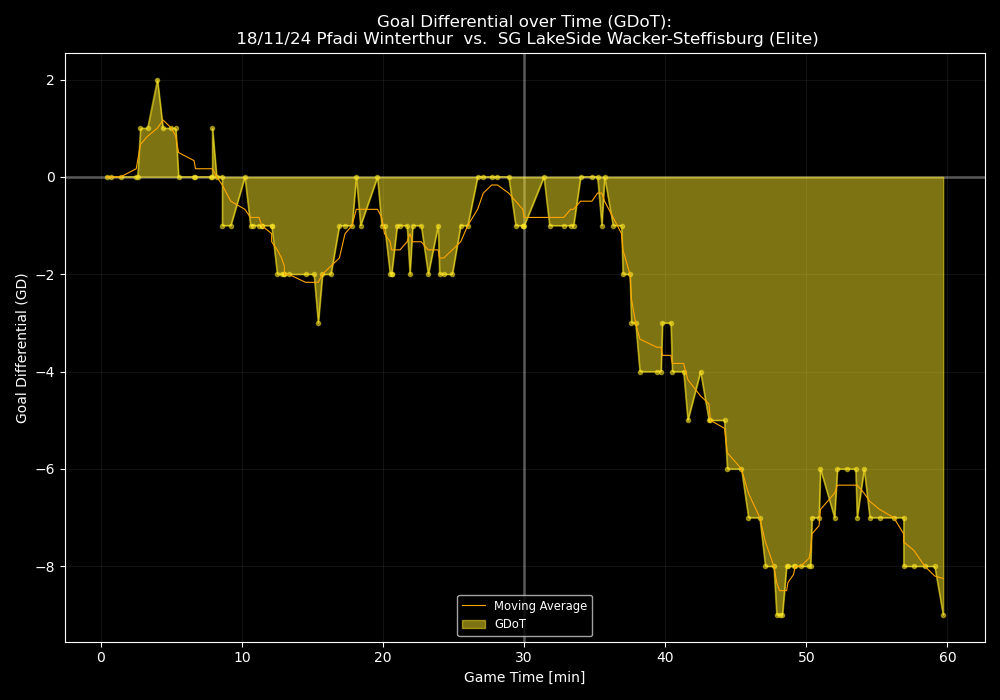 Goal Differential over Time (GDoT):
18/11/24 Pfadi Winterthur  vs.  SG LakeSide Wacker-Steffisburg (Elite)
Goal Differential (GD)
2
0
−2
−4
−6
−8
Moving Average
GDoT
0 10 20 30 40 50 60
Game Time [min]